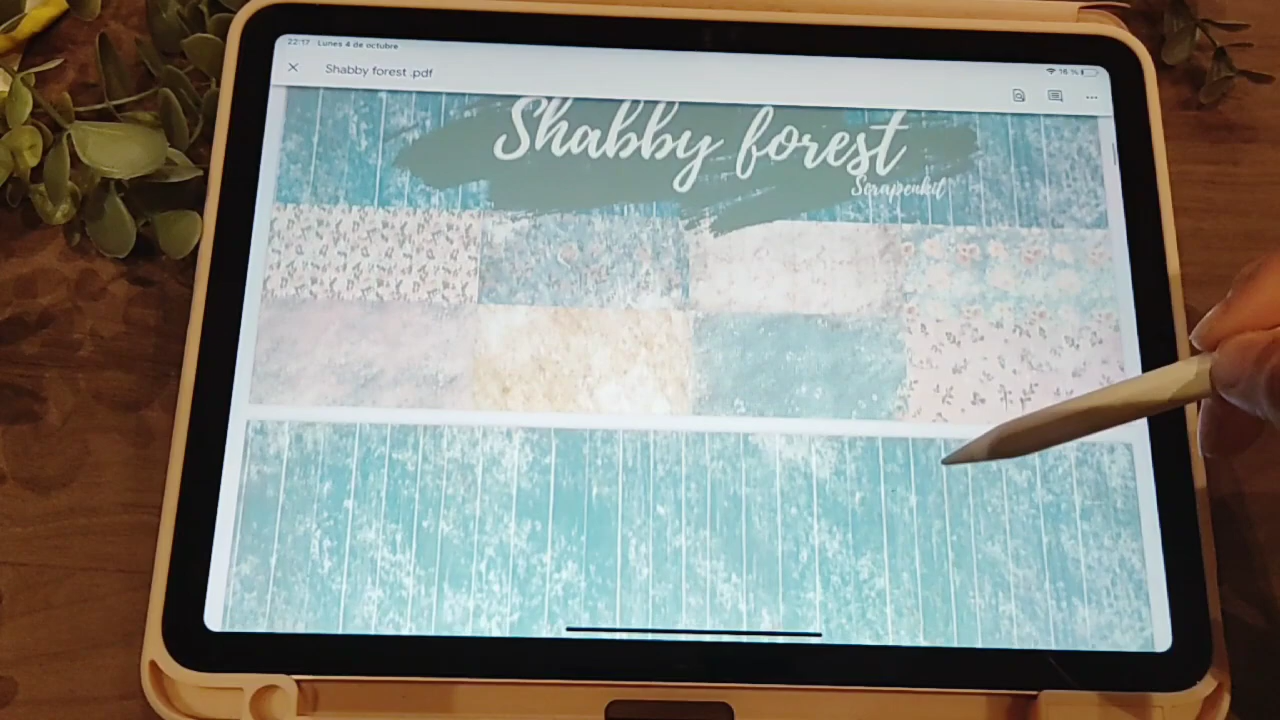 22:17 Lunes 4 de octubre
16 %
Shabby forest .pdf
Shabby forest
Scrapenkit